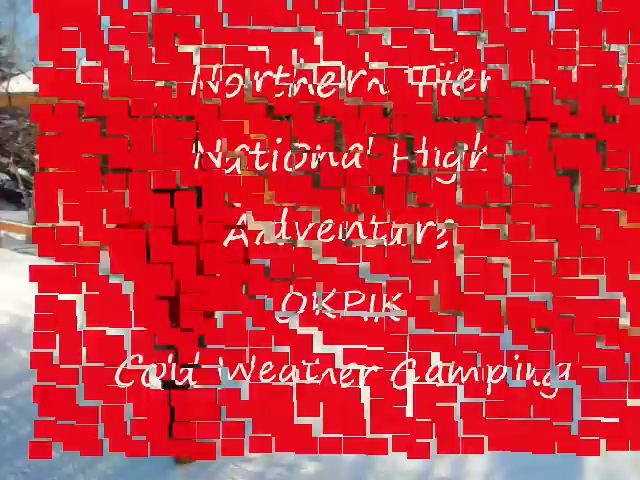 Northern Tier
National High
Adventure
OKPIK
Cold Weather Camping